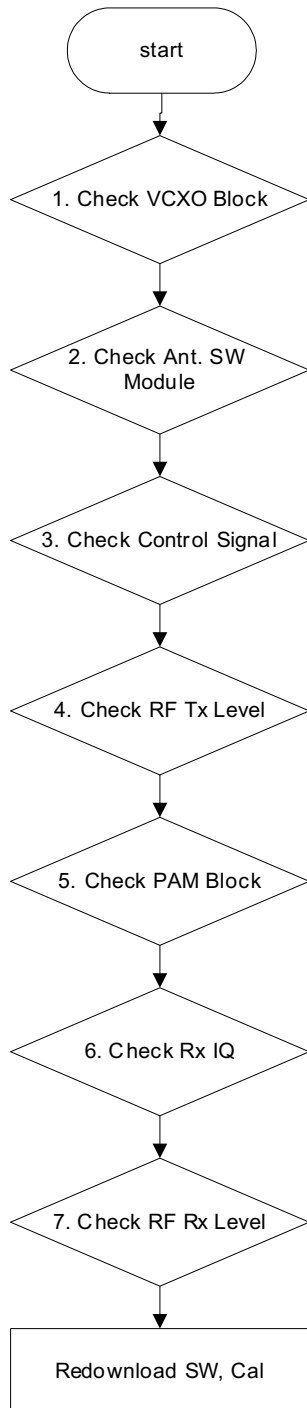 start
1. Check VCXO Block
2. Check Ant. SW
Module
3. Check Control Signal
4. Check RF Tx Level
5. Check PAM Block
6. Check Rx IQ
7. Check RF Rx Level
Redownload SW, Cal